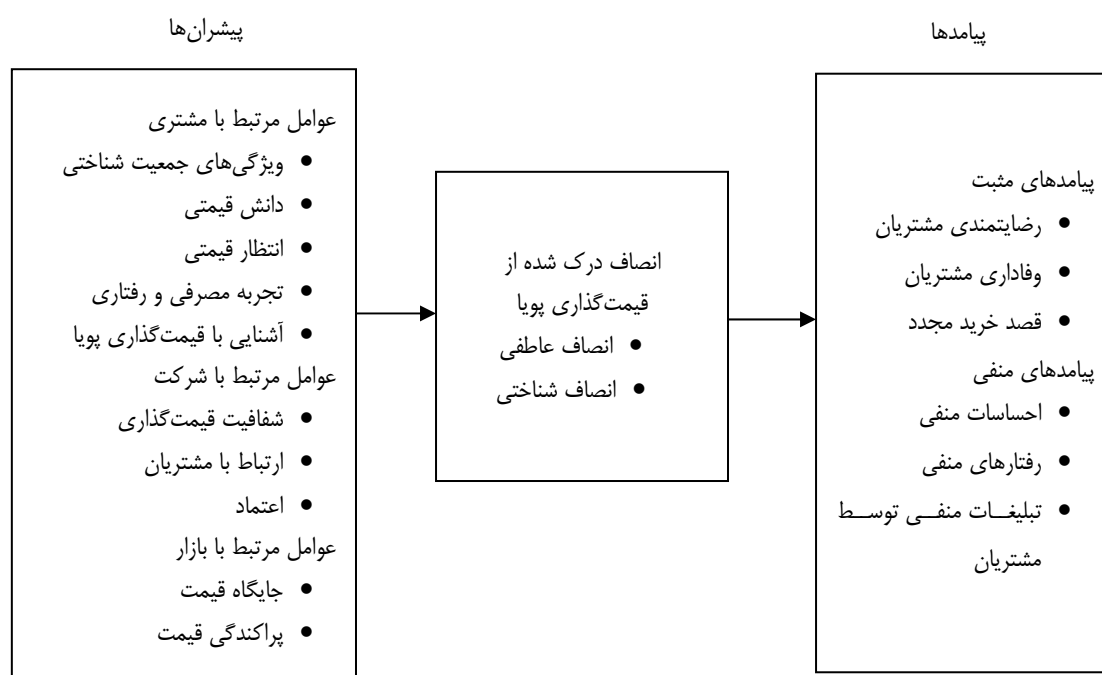 پیشران‌ها
عوامل مرتبط با مشتری
• ویژگی‌های جمعیت شناختی
• دانش قیمتی
• انتظار قیمتی
• تجربه مصرفی و رفتاری
• آشنایی با قیمت‌گذاری پویا
عوامل مرتبط با شرکت
• شفافیت قیمت‌گذاری
• ارتباط با مشتریان
• اعتماد
عوامل مرتبط با بازار
• جایگاه قیمت
• پراکندگی قیمت
انصاف درک شده از
قیمت‌گذاری پویا
• انصاف عاطفی
• انصاف شناختی
پیامدها
پیامدهای مثبت
• رضایتمندی مشتریان
• وفاداری مشتریان
• قصد خرید مجدد
پیامدهای منفی
• احساسات منفی
• رفتارهای منفی
• تبلیغــات منفــی توســط
مشتریان